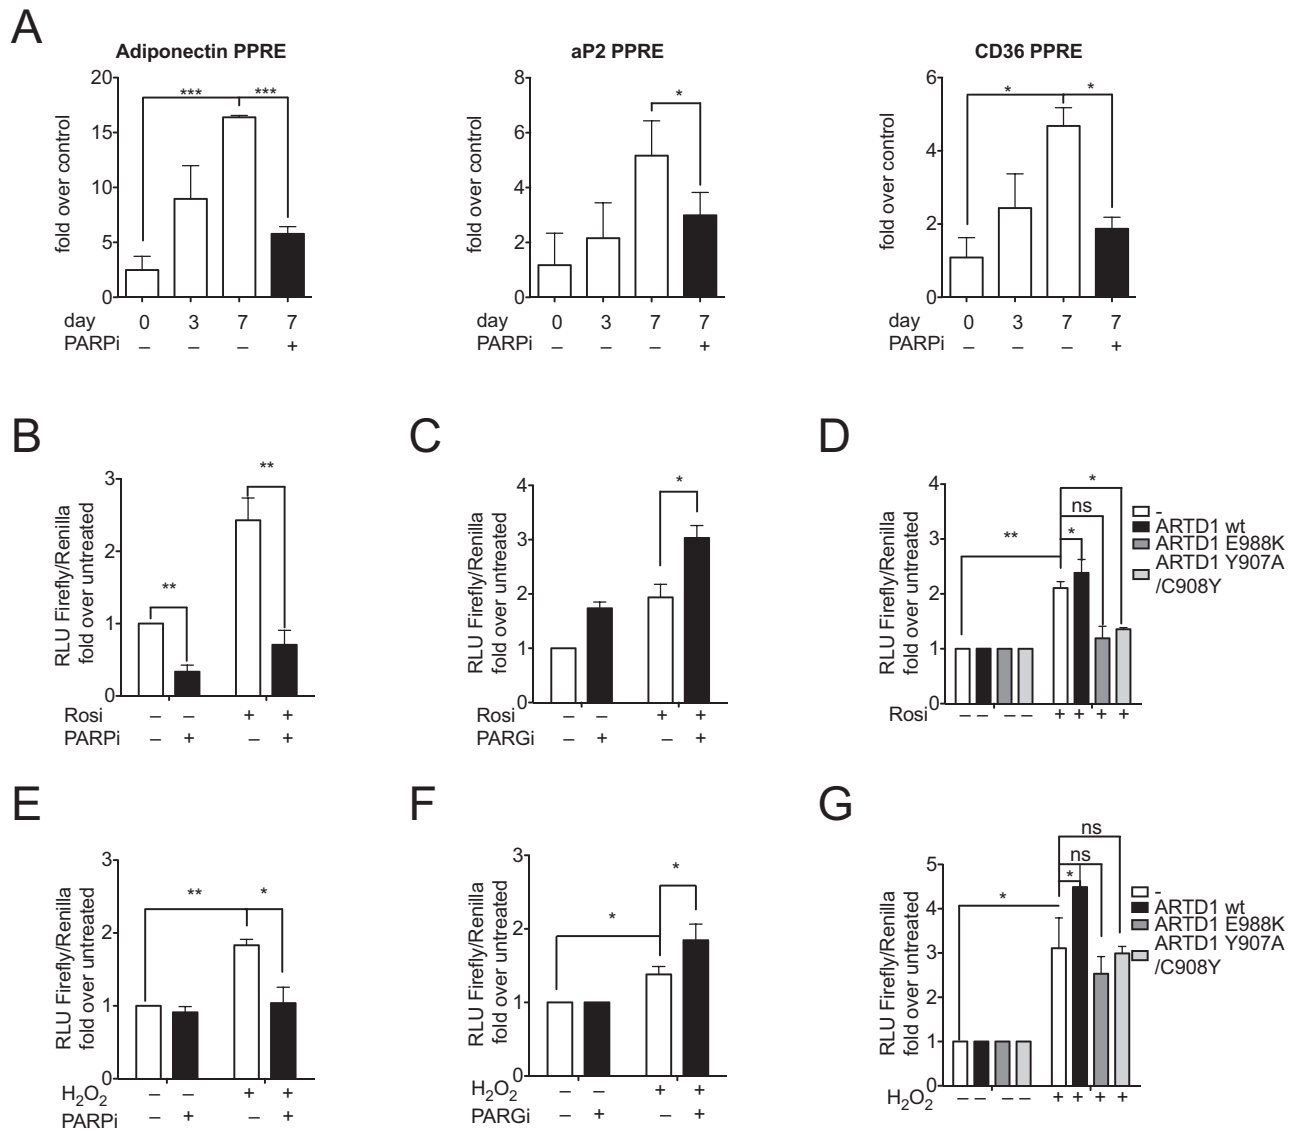 A
Adiponectin PPRE
aP2 PPRE
CD36 PPRE
fold over control
20
15
10
5
0
*** ***
day 0 3 7 7
PARPi – – – +
fold over control
8
6
4
2
0
*
day 0 3 7 7
PARPi – – – +
fold over control
6
4
2
0
* *
day 0 3 7 7
PARPi – – – +
B
RLU Firefly/Renilla
fold over untreated
3
2
1
0
** **
Rosi – – + +
PARPi – + – +
C
RLU Firefly/Renilla
fold over untreated
4
3
2
1
0
*
Rosi – – + +
PARGi – + – +
D
RLU Firefly/Renilla
fold over untreated
4
3
2
1
0
*
ns
** *
Rosi – – – – + + + +
-
ARTD1 wt
ARTD1 E988K
ARTD1 Y907A
/C908Y
E
RLU Firefly/Renilla
fold over untreated
3
2
1
0
** *
H2O2 – – + +
PARPi – + – +
F
RLU Firefly/Renilla
fold over untreated
3
2
1
0
* *
H2O2 – – + +
PARGi – + – +
G
RLU Firefly/Renilla
fold over untreated
5
4
3
2
1
0
ns
ns
* *
H2O2 – – – – + + + +
-
ARTD1 wt
ARTD1 E988K
ARTD1 Y907A
/C908Y